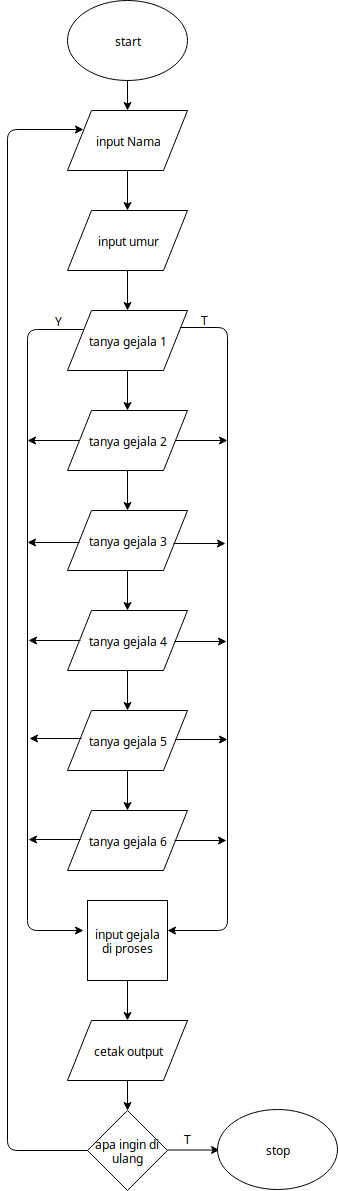 start
input Nama
input umur
Y
T
tanya gejala 1
tanya gejala 2
tanya gejala 3
tanya gejala 4
tanya gejala 5
tanya gejala 6
input gejala
di proses
cetak output
apa ingin di
ulang
T
stop